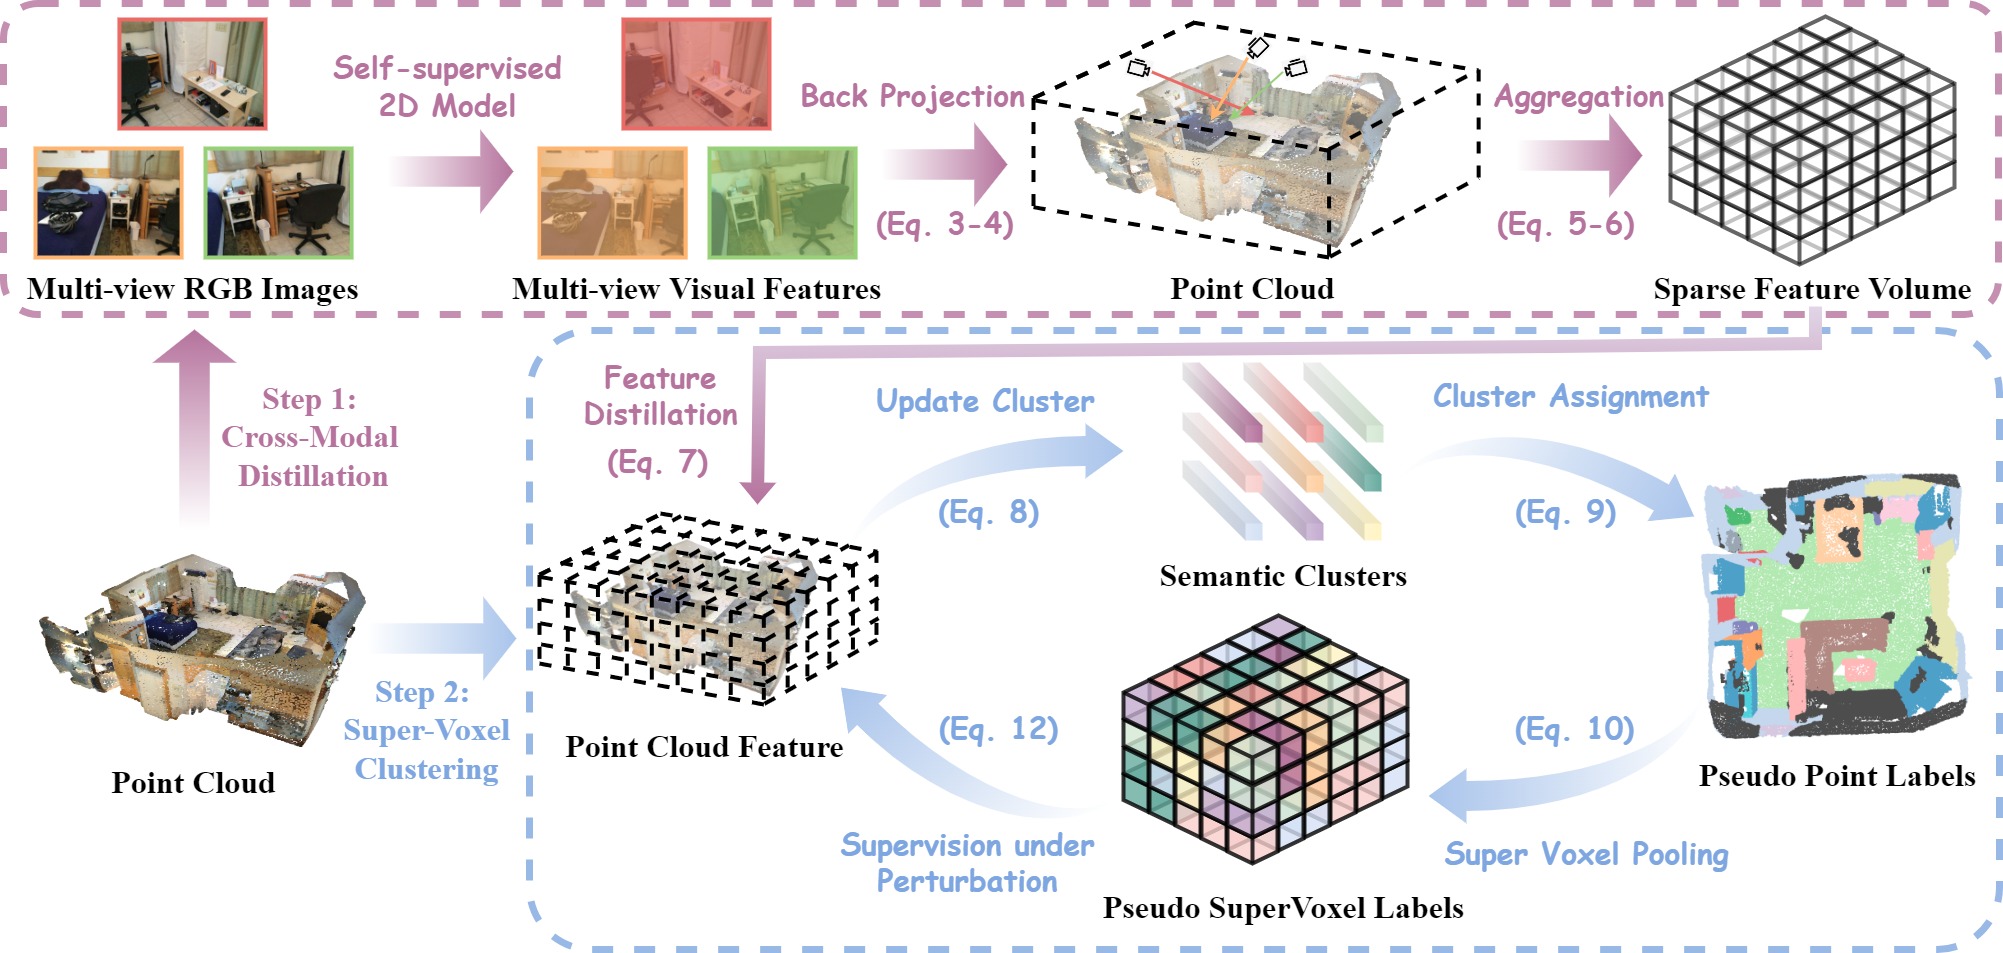 Self-supervised
2D Model
Back Projection
(Eq. 3-4)
Aggregation
(Eq. 5-6)
Multi-view RGB Images
Multi-view Visual Features
Point Cloud
Sparse Feature Volume
Step 1:
Cross-Modal
Distillation
Feature
Distillation
(Eq. 7)
Update Cluster
(Eq. 8)
Cluster Assignment
(Eq. 9)
Semantic Clusters
Step 2:
Super-Voxel
Clustering
Point Cloud
Point Cloud Feature
(Eq. 12)
(Eq. 10)
Pseudo Point Labels
Supervision under
Perturbation
Super Voxel Pooling
Pseudo SuperVoxel Labels